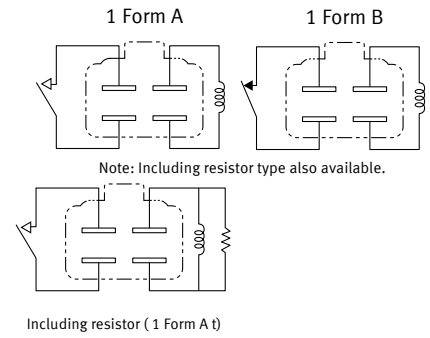 1 Form A
1 Form B
Note: Including resistor type also available.
Including resistor ( 1 Form A t)